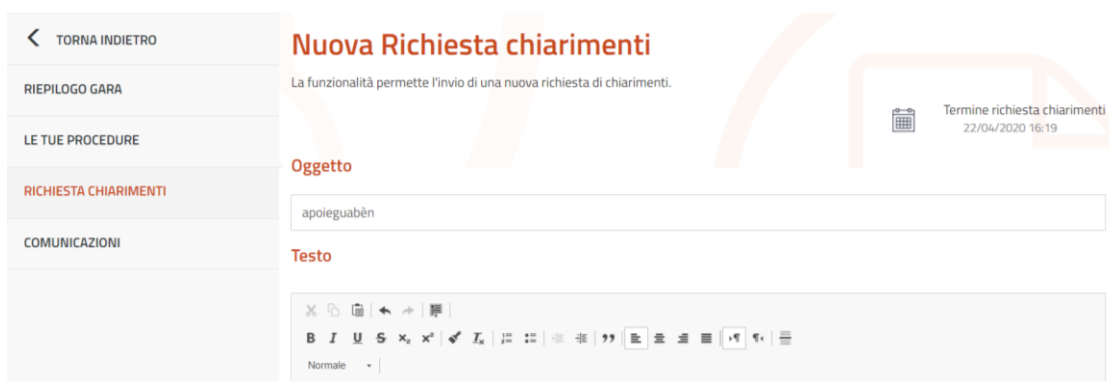 TORNA INDIETRO
RIEPILOGO GARA
LE TUE PROCEDURE
RICHIESTA CHIARIMENTI
COMUNICAZIONI
Nuova Richiesta chiarimenti
La funzionalità permette l'invio di una nuova richiesta di chiarimenti.
Termine richiesta chiarimenti
22/04/2020 16:19
Oggetto
apoieguabèn
Testo
Normale